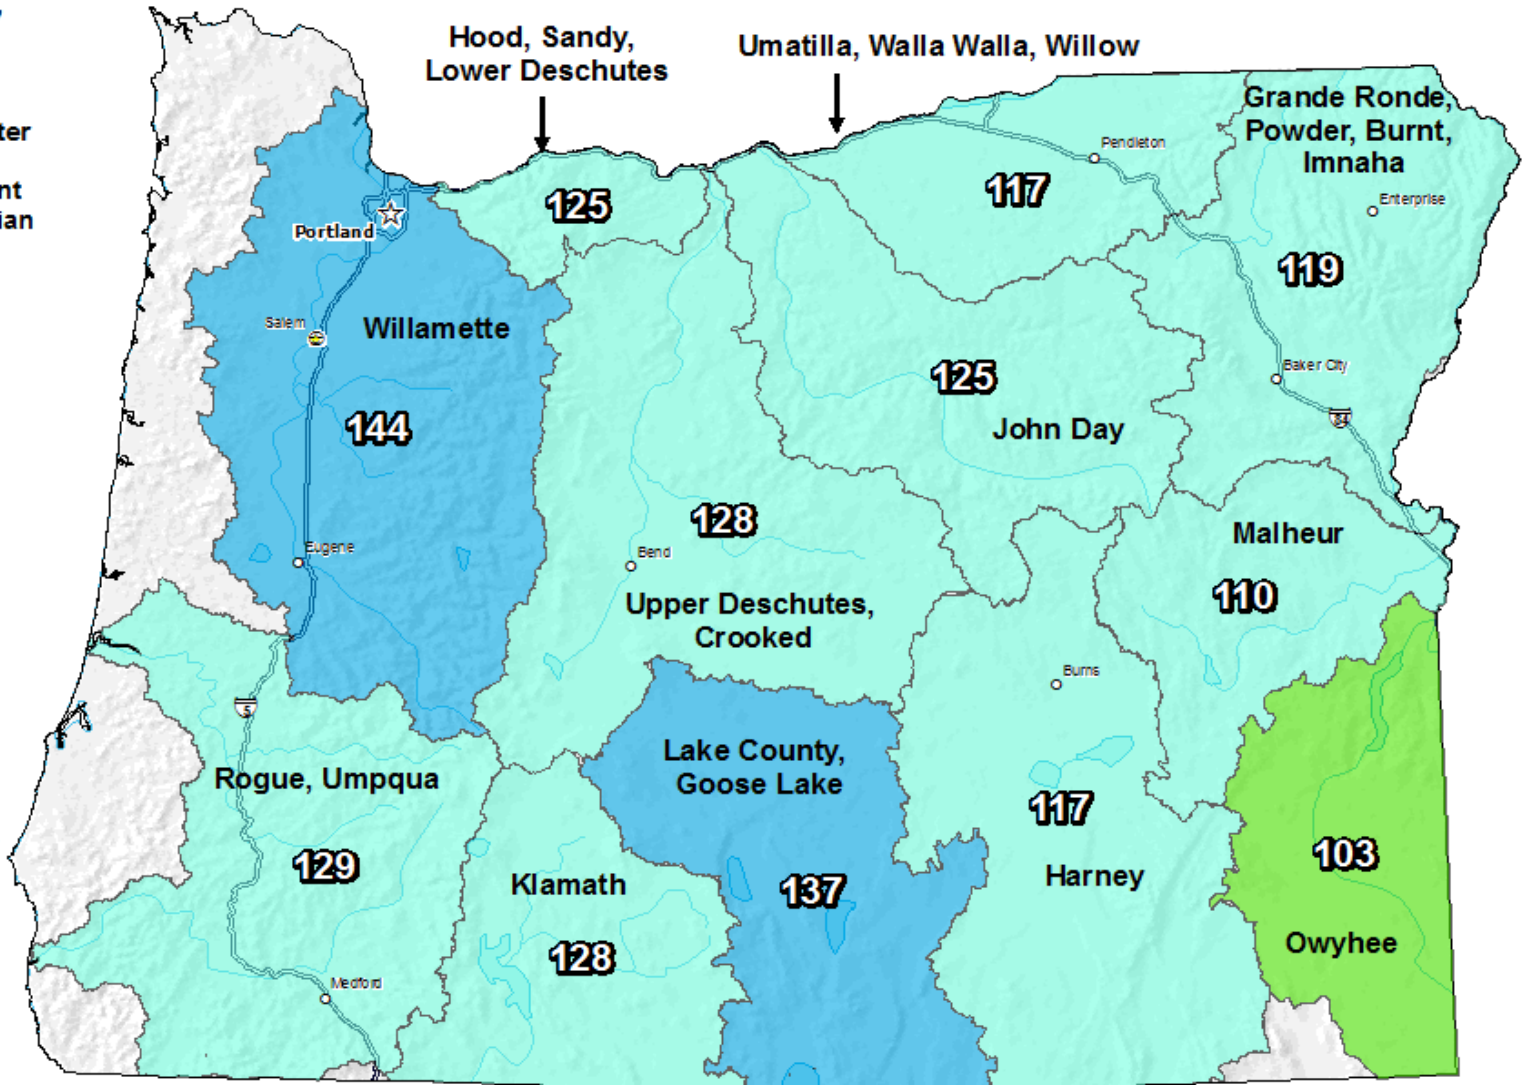 ter
nt
ian
Hood, Sandy,
Lower Deschutes
Umatilla, Walla Walla, Willow
Grande Ronde,
Powder, Burnt,
Imnaha
Pendleton
Enterprise
125
117
Portland
119
Salem
Willamette
125
Baker City
84
144
John Day
128
Malheur
Eugene
Bend
110
Upper Deschutes,
Crooked
Burns
5
Lake County,
Goose Lake
Rogue, Umpqua
117
103
129
Klamath
137
Harney
Owyhee
128
Medford